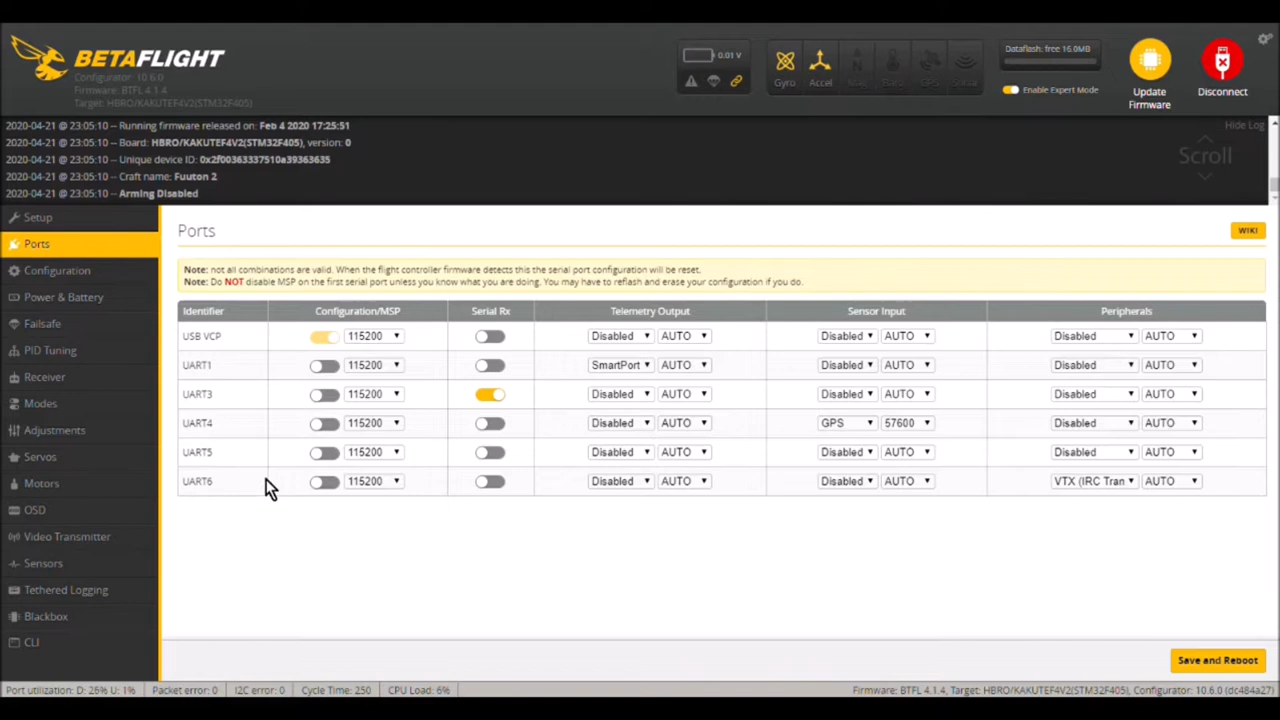 BETAFLIGHT
Configurator: 10.6.0
Firmware: BTFL 4.1.4
Target: HBRO/KAKUTEF4V2(STM32F405)
0.01 V
Gyro
Accel
Mag
Baro
GPS
Sonar
Dataflash: free 16.0MB
Enable Expert Mode
Update
Firmware
Disconnect
Hide Log
Scroll
2020-04-21 @ 23:05:10 -- Running firmware released on: Feb 4 2020 17:25:51
2020-04-21 @ 23:05:10 -- Board: HBRO/KAKUTEF4V2(STM32F405), version: 0
2020-04-21 @ 23:05:10 -- Unique device ID: 0x2f00363337510a39363635
2020-04-21 @ 23:05:10 -- Craft name: Fuuton 2
2020-04-21 @ 23:05:10 -- Arming Disabled
Setup
Ports
Configuration
Power & Battery
Failsafe
PID Tuning
Receiver
Modes
Adjustments
Servos
Motors
OSD
Video Transmitter
Sensors
Tethered Logging
Blackbox
CLI
Ports
WIKI
Note: not all combinations are valid. When the flight controller firmware detects this the serial port configuration will be reset.
Note: Do NOT disable MSP on the first serial port unless you know what you are doing. You may have to reflash and erase your configuration if you do.
Identifier Configuration/MSP Serial Rx Telemetry Output Sensor Input Peripherals
USB VCP 115200 Disabled AUTO Disabled AUTO Disabled AUTO
UART1 115200 SmartPort AUTO Disabled AUTO Disabled AUTO
UART3 115200 Disabled AUTO Disabled AUTO Disabled AUTO
UART4 115200 Disabled AUTO GPS 57600 Disabled AUTO
UART5 115200 Disabled AUTO Disabled AUTO Disabled AUTO
UART6 115200 Disabled AUTO Disabled AUTO VTX (IRC Tran AUTO
Save and Reboot
Port utilization: D: 26% U: 1% Packet error: 0 I2C error: 0 Cycle Time: 250 CPU Load: 6% Firmware: BTFL 4.1.4, Target: HBRO/KAKUTEF4V2(STM32F405), Configurator: 10.6.0 (dc484a27)